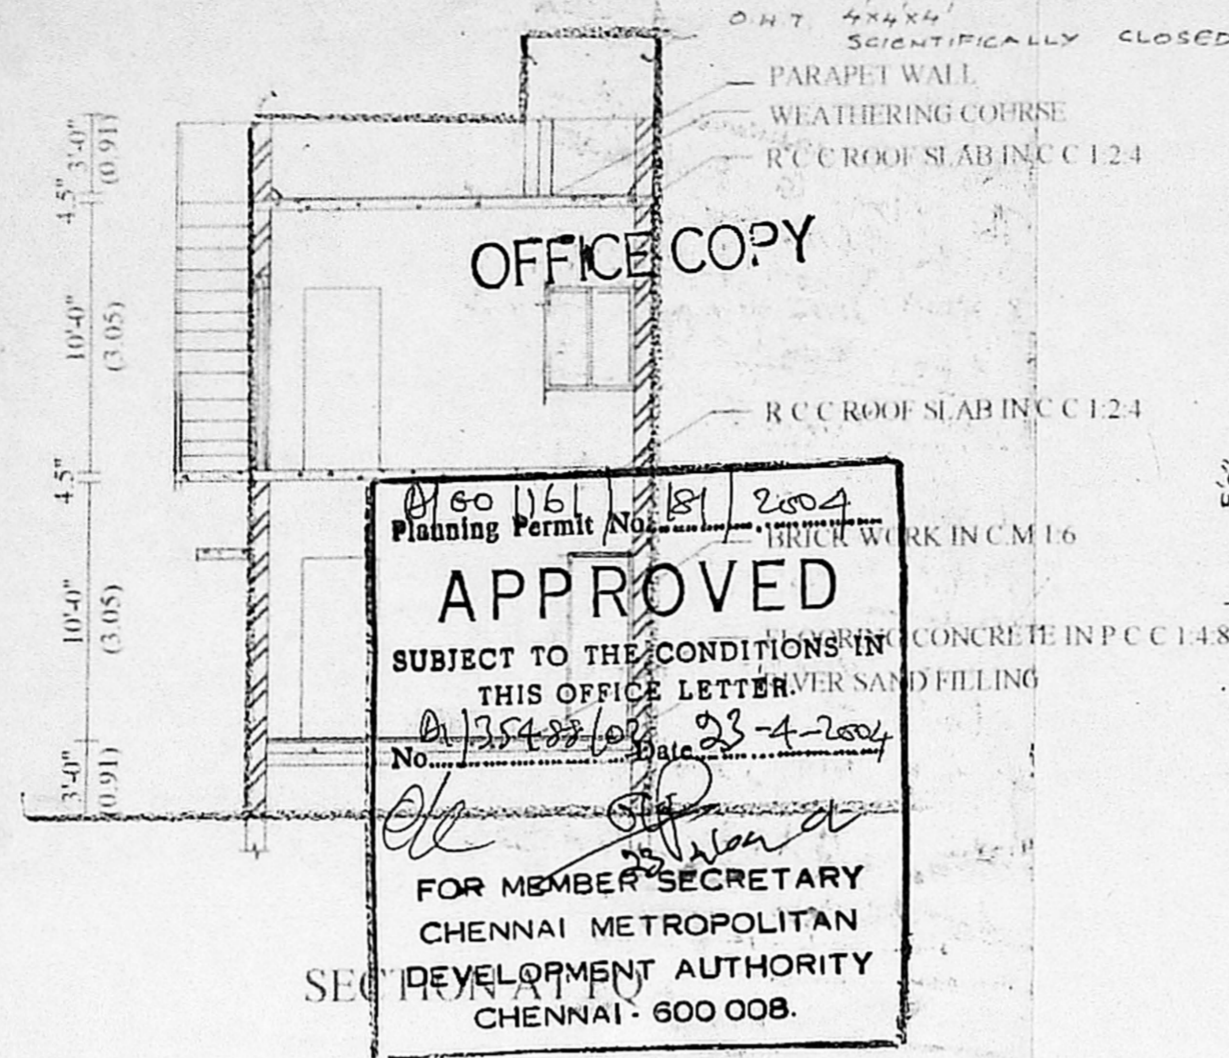 O.H.T. 4'x4'x4'
SCIENTIFICALLY CLOSED
PARAPET WALL
WEATHERING COURSE
R C C ROOF SLAB IN C C 1:2:4
3'-0"
(0.91)
4.5"
OFFICE COPY
10'-0"
(3.05)
R C C ROOF SLAB IN C C 1:2:4
4.5"
Planning Permit No. 181/2004
BRICK WORK IN C.M 1:6
APPROVED
10'-0"
(3.05)
FLOORING CONCRETE IN P C C 1:4:8
SUBJECT TO THE CONDITIONS IN
THIS OFFICE LETTER.
SAND FILLING
No. 35488/03 Date 23-4-2004
3'-0"
(0.91)
FOR MEMBER SECRETARY
CHENNAI METROPOLITAN
DEVELOPMENT AUTHORITY
SECTION AT PQ
CHENNAI - 600 008.